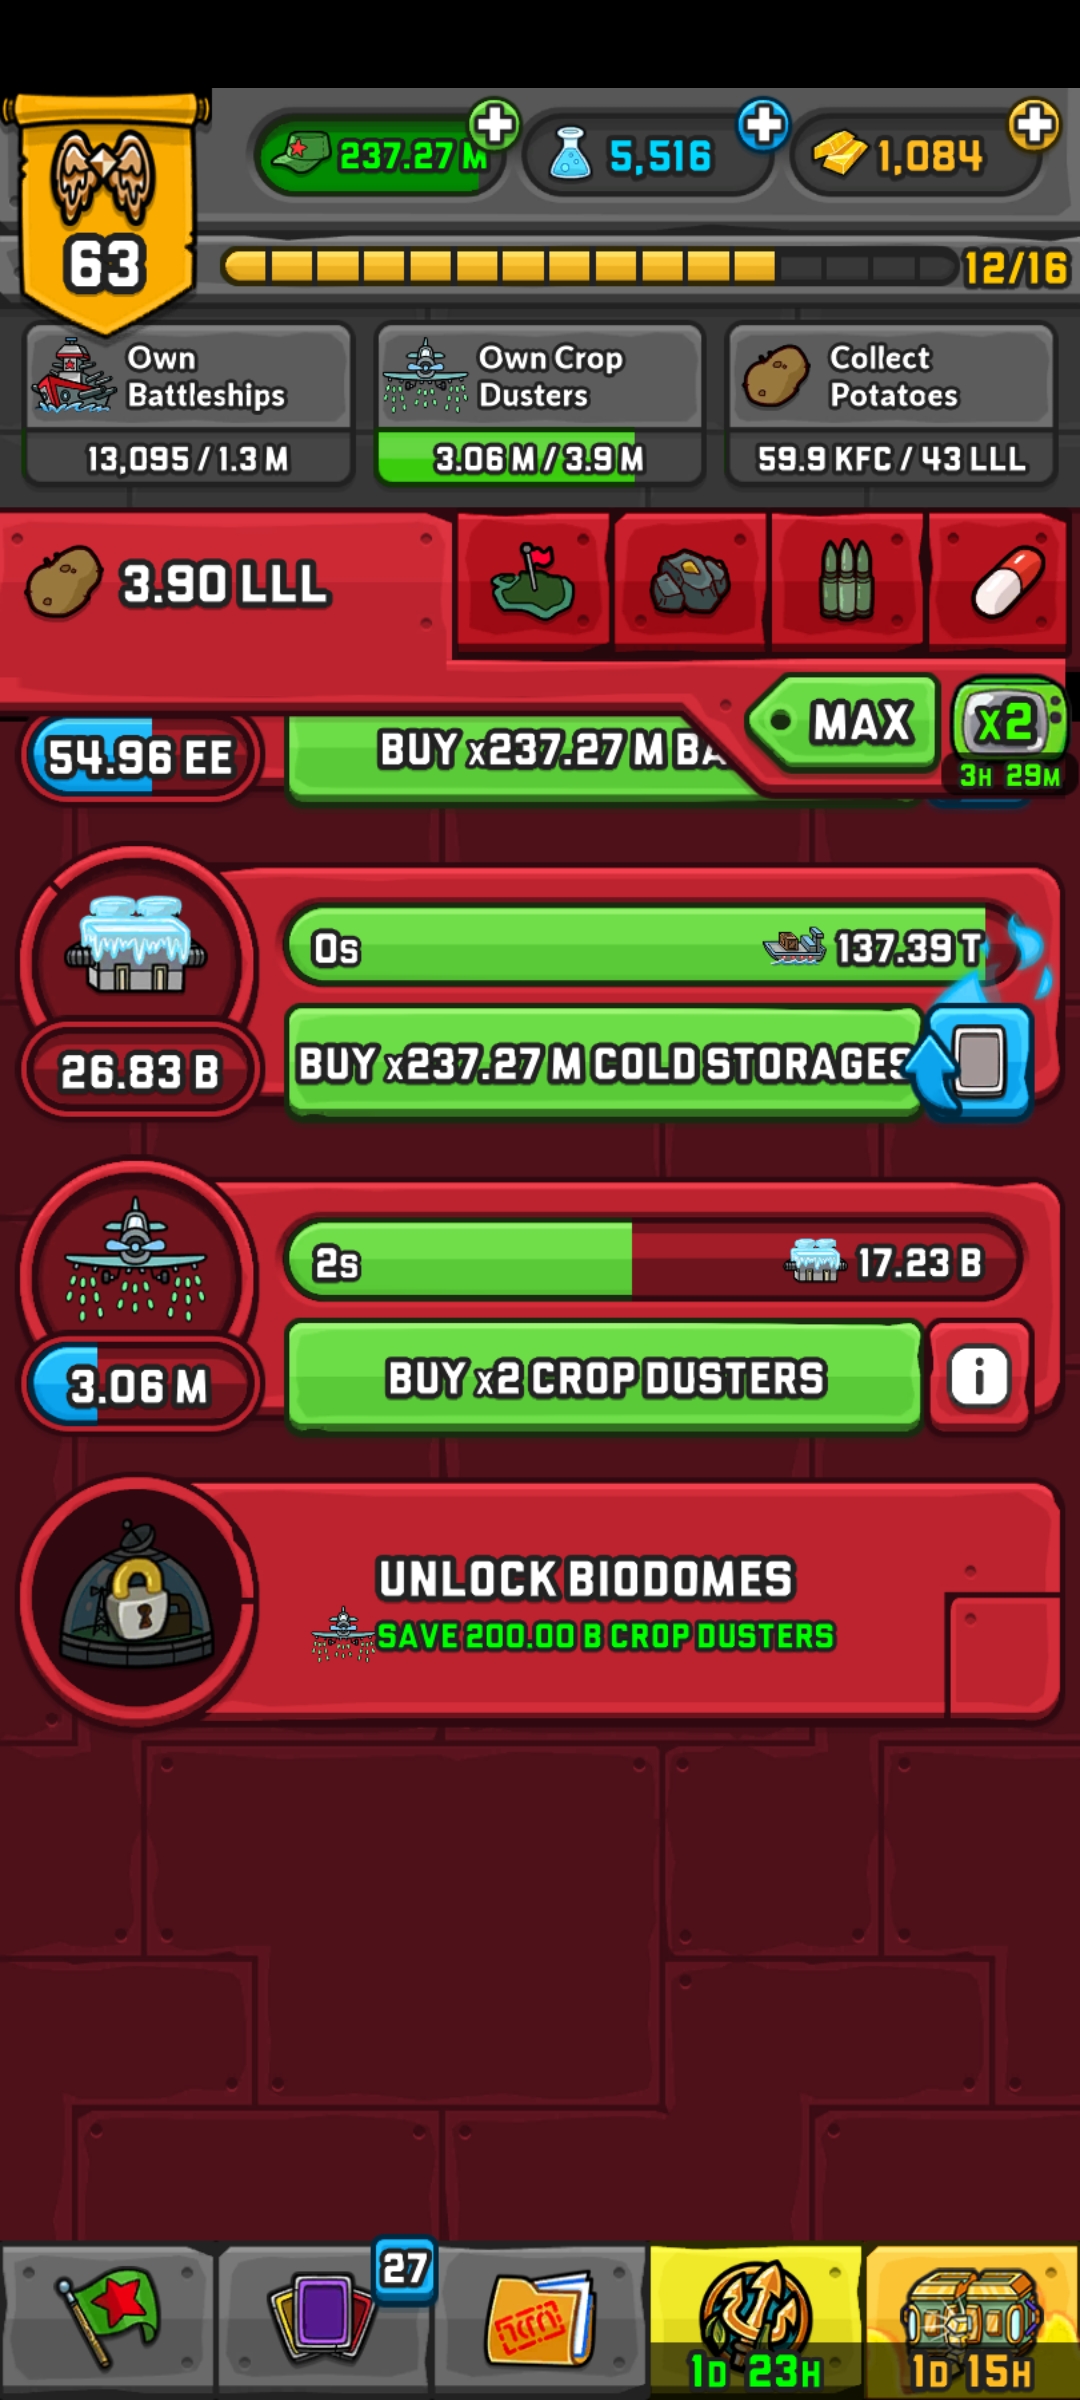 237.27 M
5,516
1,084
63
12/16
Own
Battleships
13,095 / 1.3 M
Own Crop
Dusters
3.06 M / 3.9 M
Collect
Potatoes
59.9 KFC / 43 LLL
3.90 LLL
MAX
X2
3H 29M
54.96 EE
BUY x237.27 M BA
0s
137.39 T
26.83 B
BUY x237.27 M COLD STORAGES
2s
17.23 B
3.06 M
BUY x2 CROP DUSTERS
i
UNLOCK BIODOMES
SAVE 200.00 B CROP DUSTERS
27
1D 23H
1D 15H